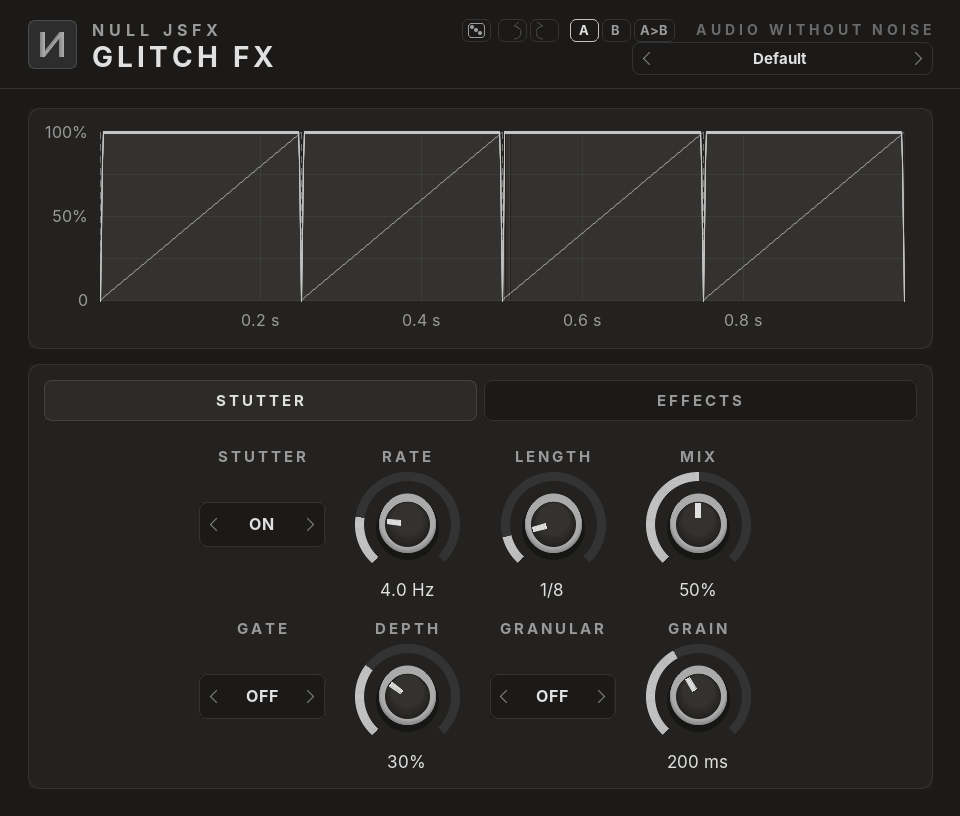 NULL JSFX
GLITCH FX
A B A>B
AUDIO WITHOUT NOISE
Default
100%
50%
0
0.2 s 0.4 s 0.6 s 0.8 s
STUTTER EFFECTS
STUTTER RATE LENGTH MIX
ON
4.0 Hz 1/8 50%
GATE DEPTH GRANULAR GRAIN
OFF OFF
30% 200 ms